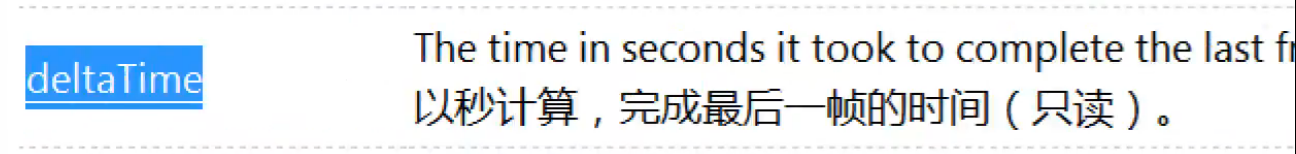 deltaTime
The time in seconds it took to complete the last
以秒计算，完成最后一帧的时间（只读）。